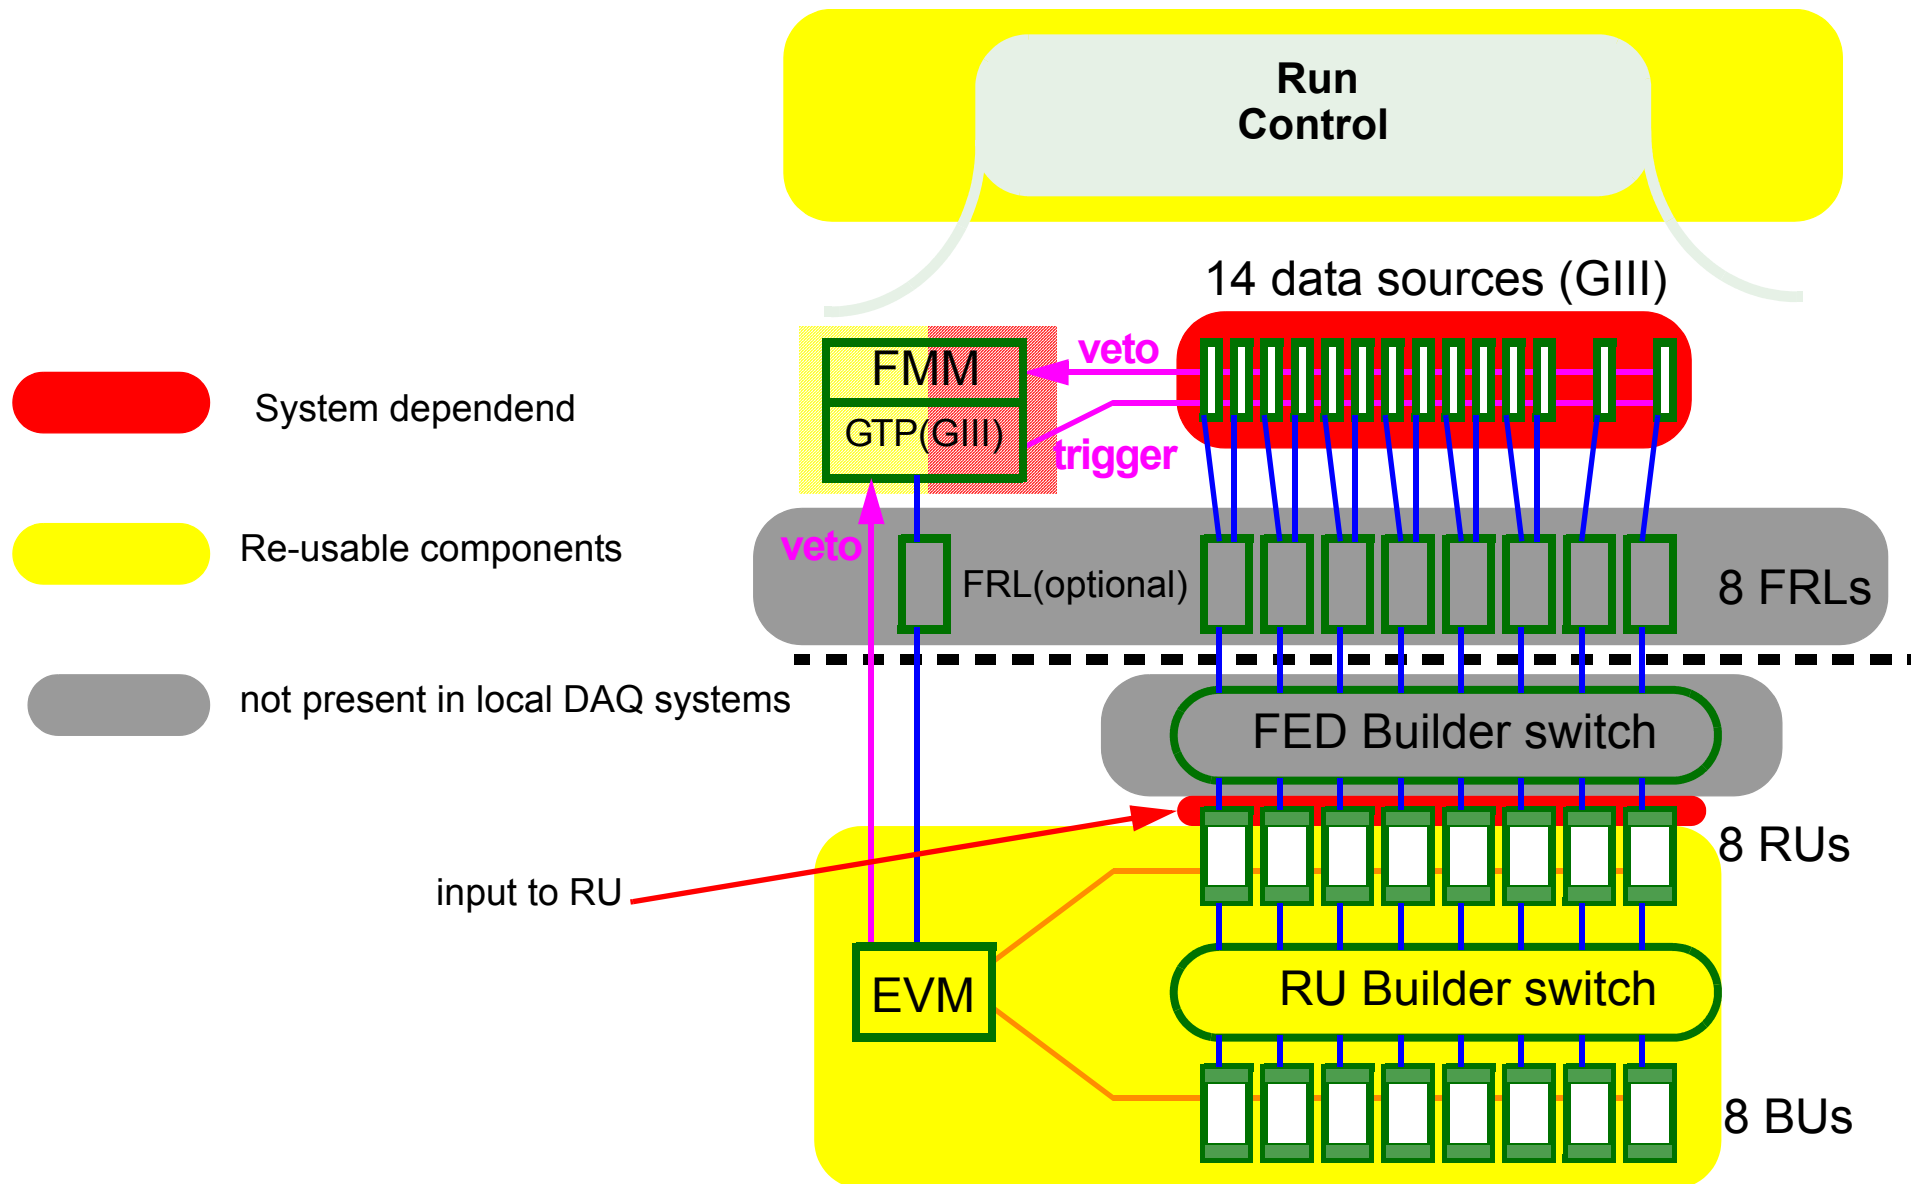 Run
Control
14 data sources (GIII)
FMM
veto
System dependend
GTP(GIII)
trigger
Re-usable components
veto
FRL(optional)
8 FRLs
not present in local DAQ systems
FED Builder switch
8 RUs
input to RU
EVM
RU Builder switch
8 BUs